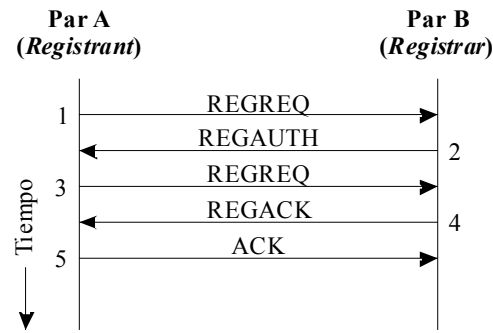 Par A Par B
(Registrant) (Registrar)
1 REGREQ
REGAUTH 2
3 REGREQ
REGACK 4
5 ACK
Tiempo